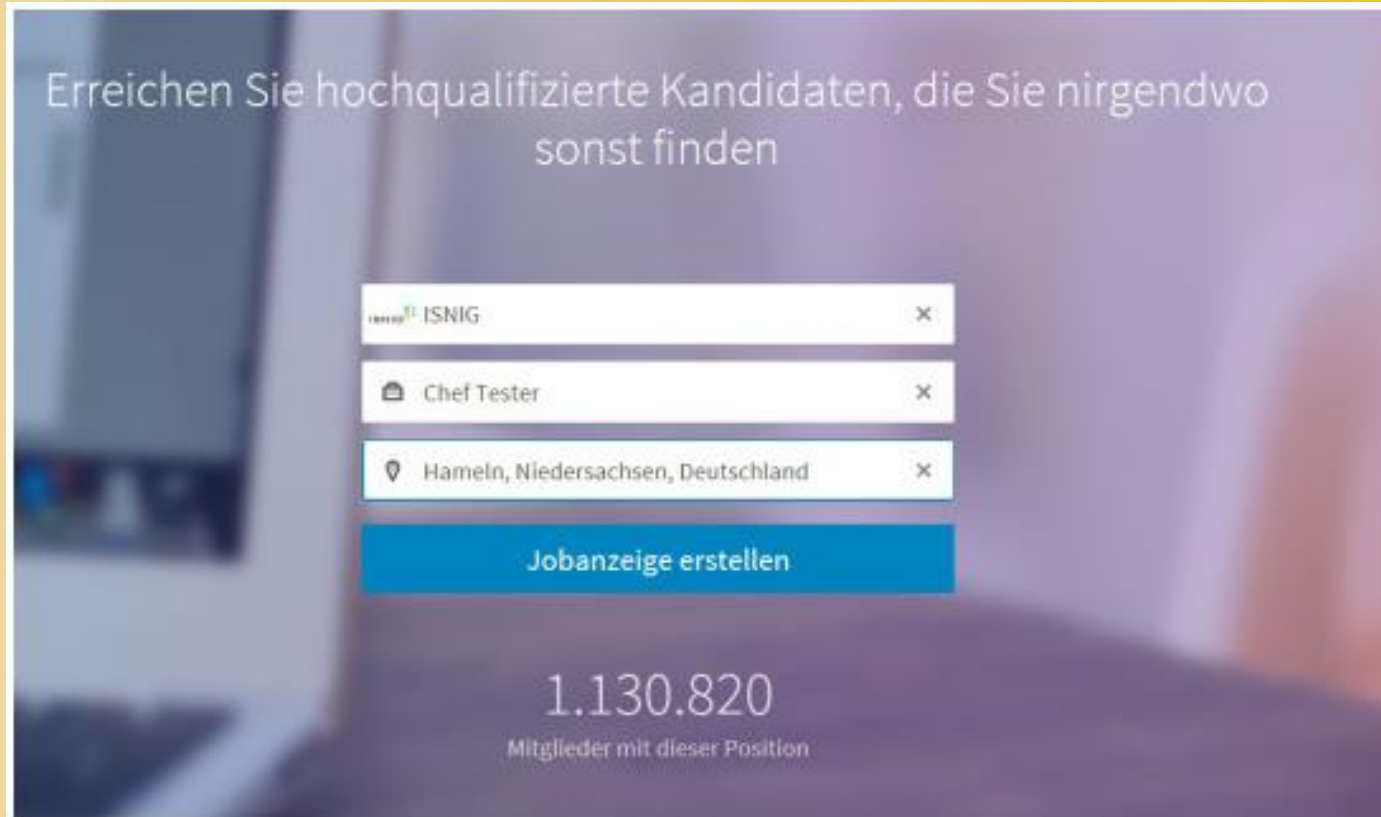 Erreichen Sie hochqualifizierte Kandidaten, die Sie nirgendwo
sonst finden
ISNIG
Chef Tester
Hameln, Niedersachsen, Deutschland
Jobanzeige erstellen
1.130.820
Mitglieder mit dieser Position